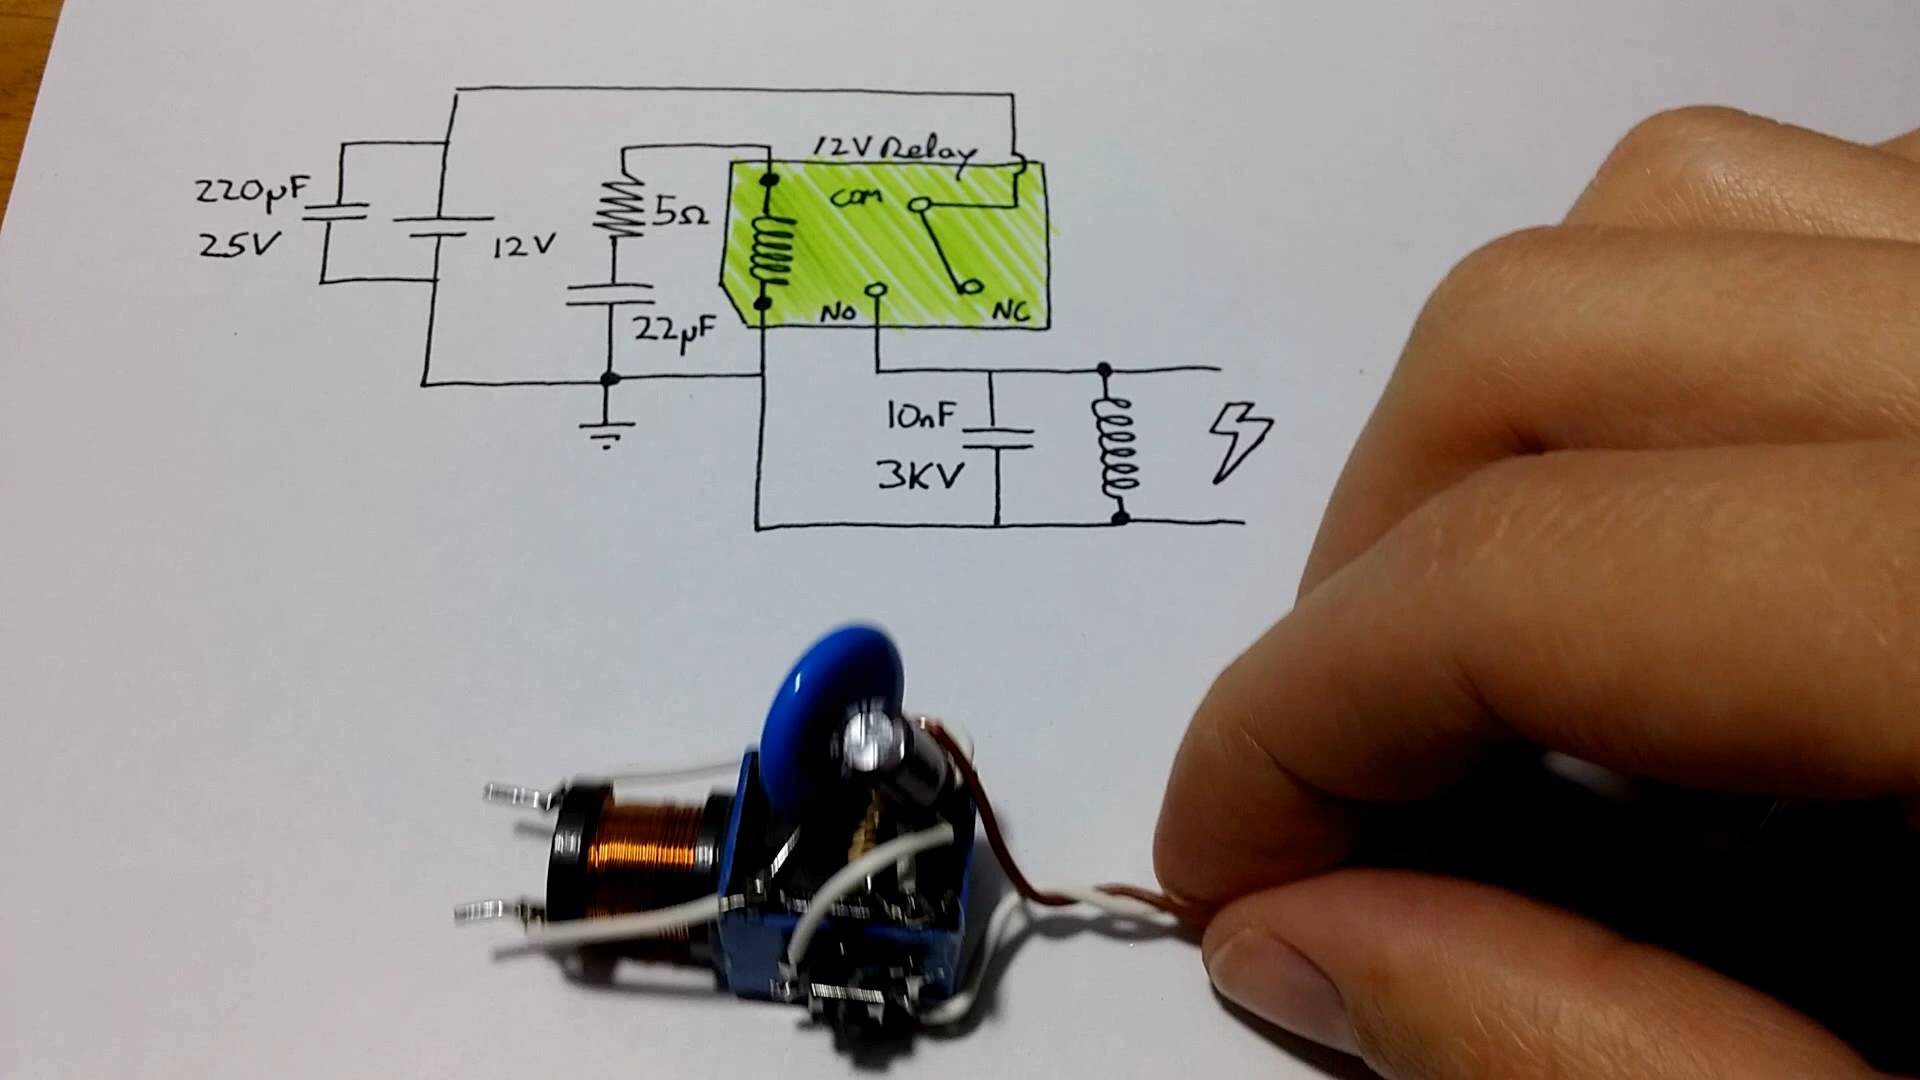 12V Relay
220µF
25V
12V
5Ω
22µF
COM
NO
NC
10nF
3KV